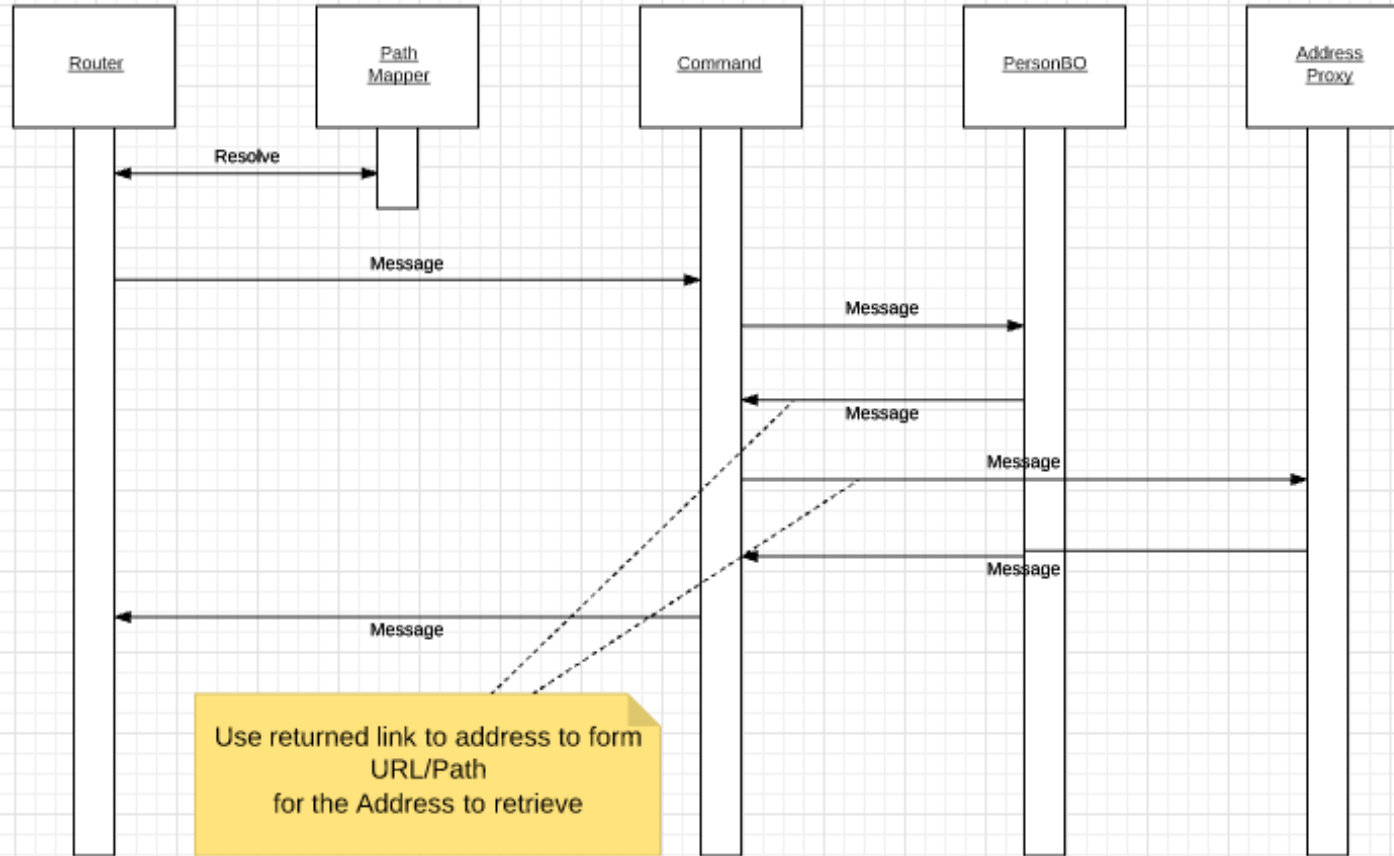 Router
Path
Mapper
Command
PersonBO
Address
Proxy
Resolve
Message
Message
Message
Message
Message
Message
Use returned link to address to form
URL/Path
for the Address to retrieve